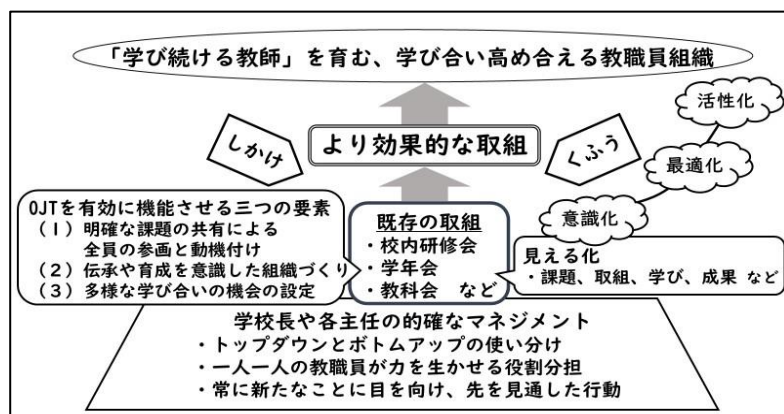 「学び続ける教師」を育む、学び合い高め合える教職員組織
活性化
しかけ
より効果的な取組
くふう
最適化
意識化
OJTを有効に機能させる三つの要素
（１）明確な課題の共有による
全員の参画と動機付け
（２）伝承や育成を意識した組織づくり
（３）多様な学び合いの機会の設定
既存の取組
・校内研修会
・学年会
・教科会　など
見える化
・課題、取組、学び、成果 など
学校長や各主任の的確なマネジメント
・トップダウンとボトムアップの使い分け
・一人一人の教職員が力を生かせる役割分担
・常に新たなことに目を向け、先を見通した行動